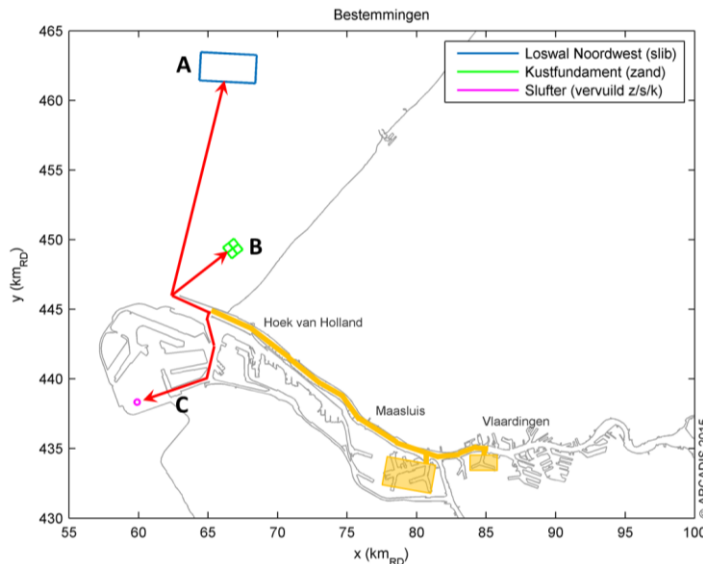 Bestemmingen
Loswal Noordwest (slib)
Kustfundament (zand)
Slufter (vervuild z/s/k)
A
B
C
Hoek van Holland
Maasluis
Vlaardingen
465
460
455
450
445
440
435
430
y (km_RD)
55 60 65 70 75 80 85 90 95 100
x (km_RD)
© ARCADIS 2015